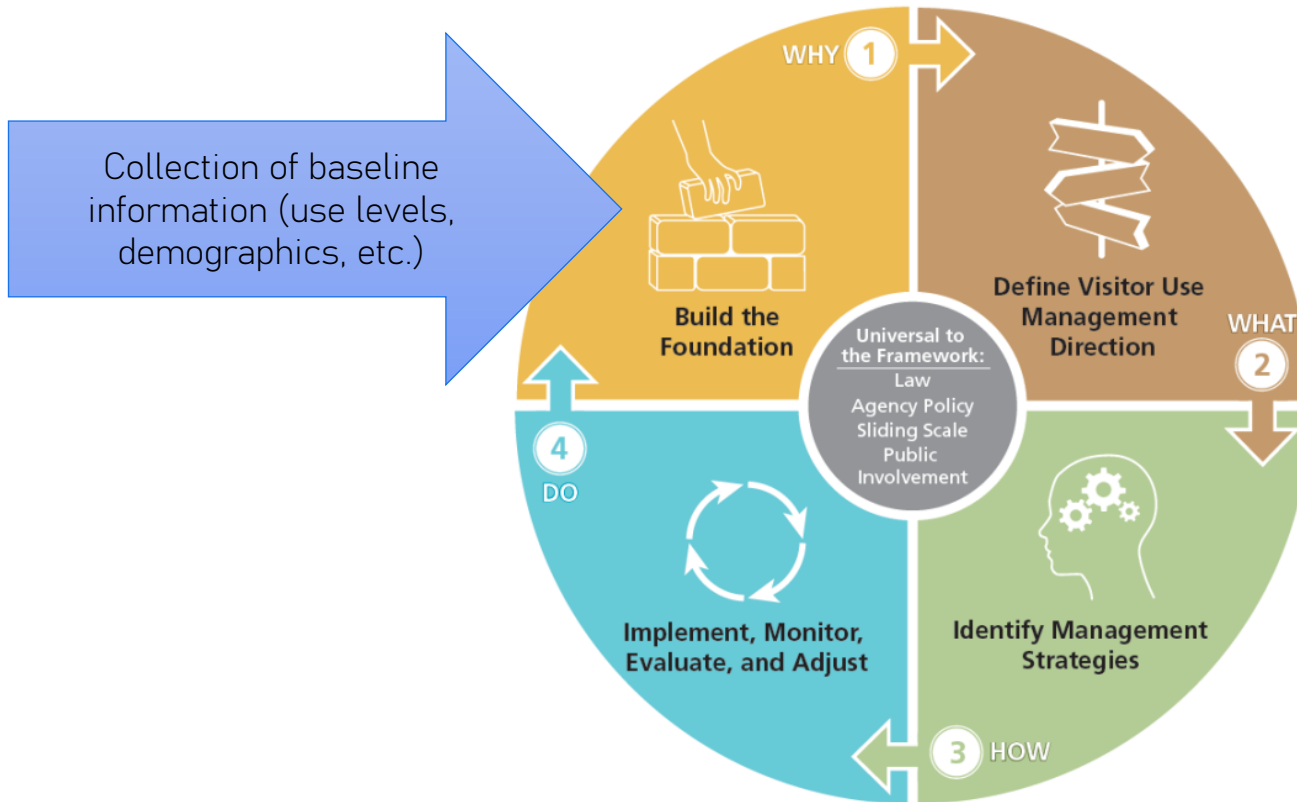 Collection of baseline
information (use levels,
demographics, etc.)
WHY 1
Build the
Foundation
Define Visitor Use
Management
Direction
WHAT
2
Universal to
the Framework:
Law
Agency Policy
Sliding Scale
Public
Involvement
4
DO
Implement, Monitor,
Evaluate, and Adjust
Identify Management
Strategies
3 HOW